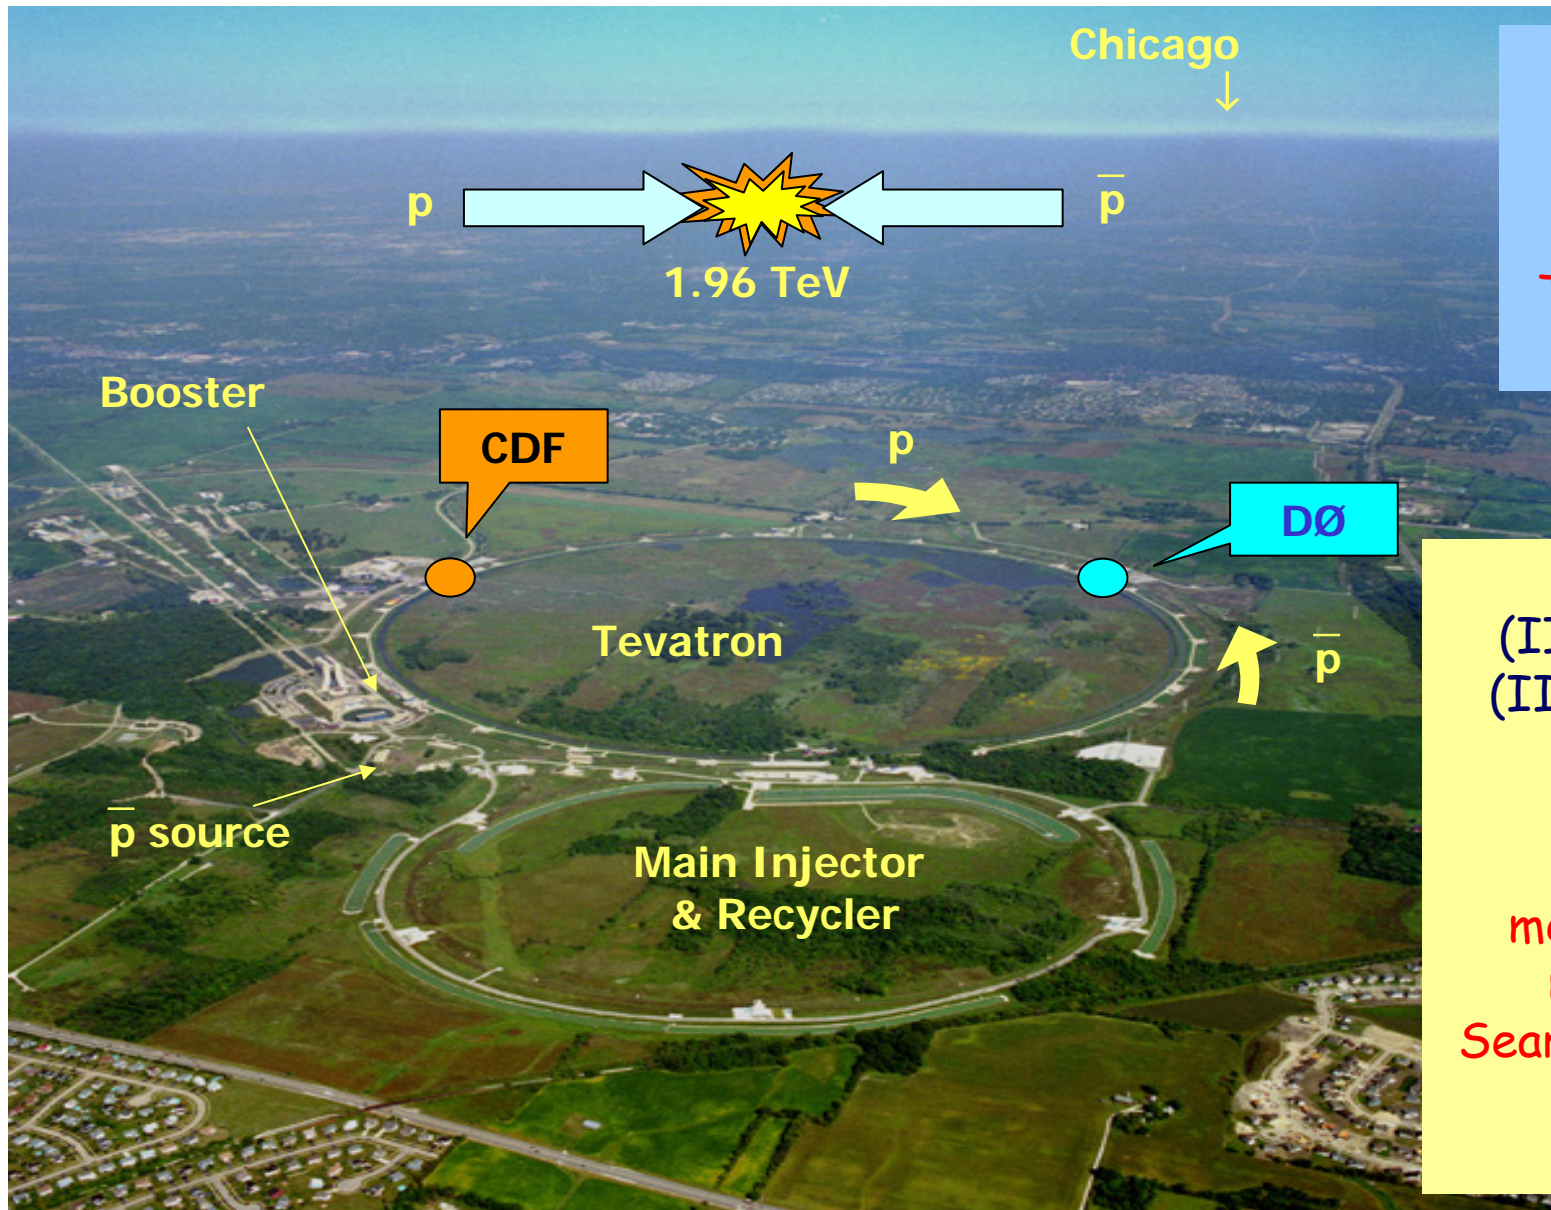 Chicago
↓
p
p̅
1.96 TeV
Booster
CDF
p
DØ
Tevatron
p̅
p̅ source
Main Injector
& Recycler